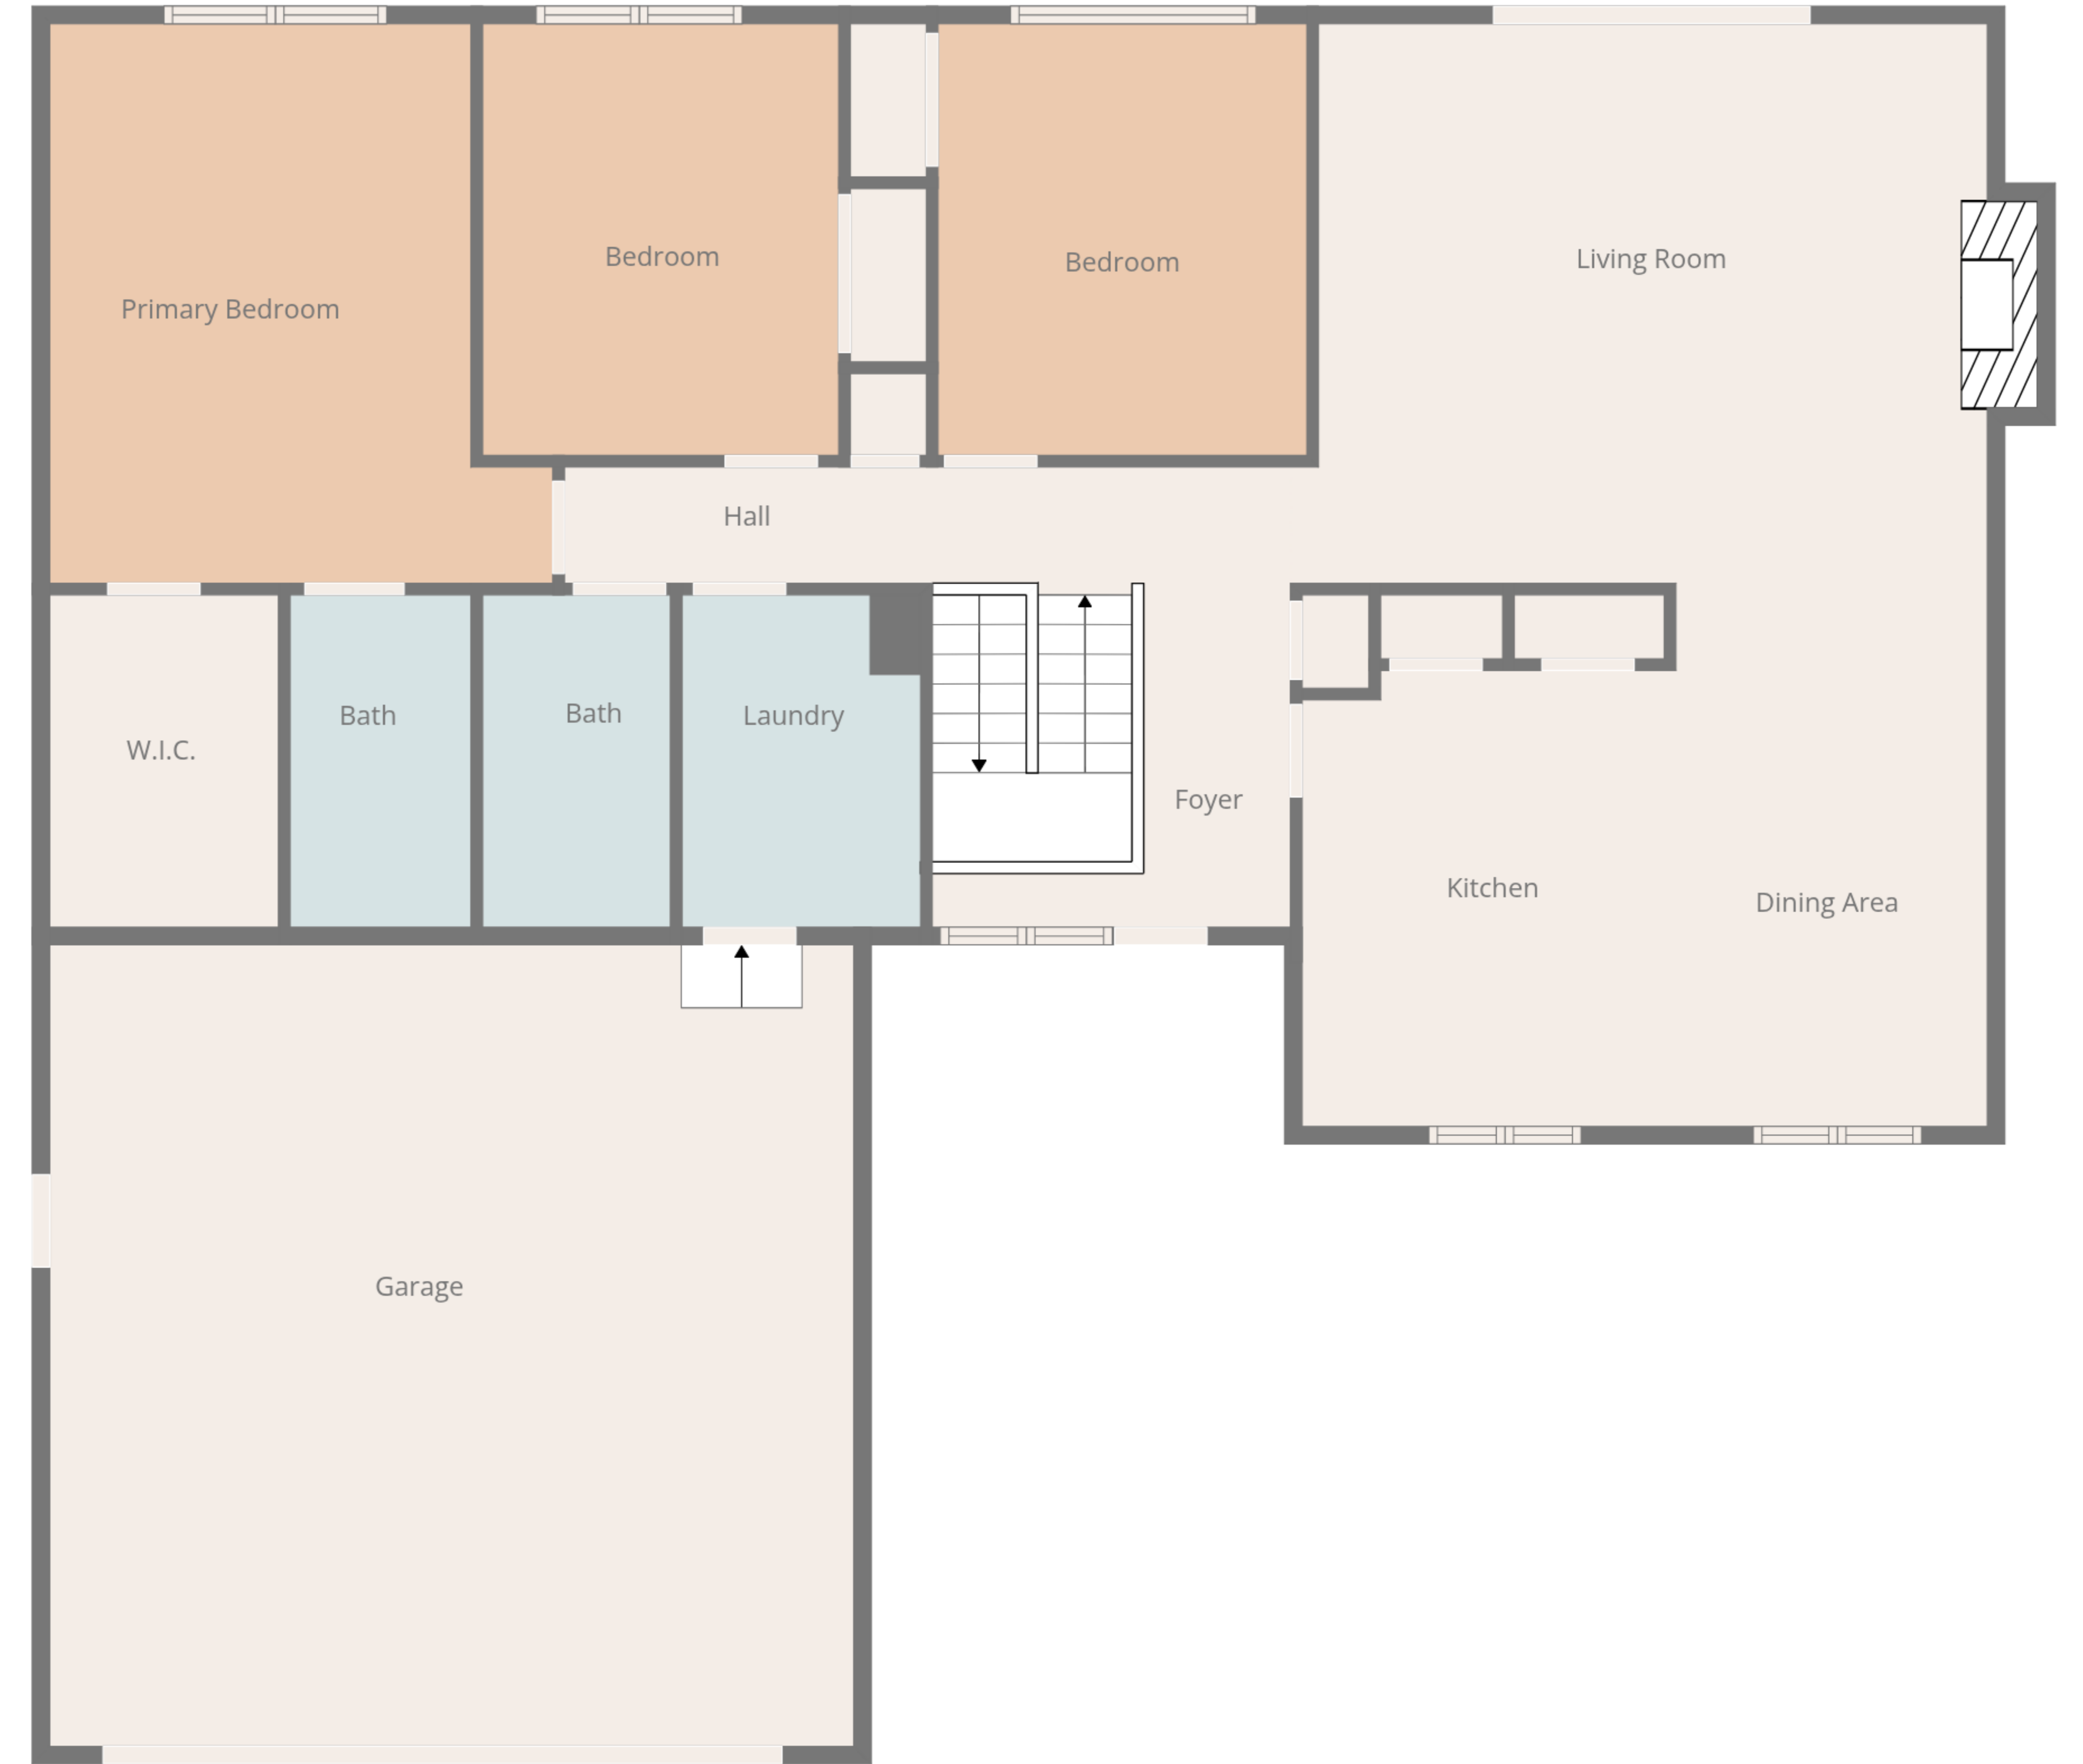 Bedroom
Living Room
Bedroom
Primary Bedroom
Hall
Bath
Bath
Laundry
W.I.C.
Foyer
Kitchen
Dining Area
Garage